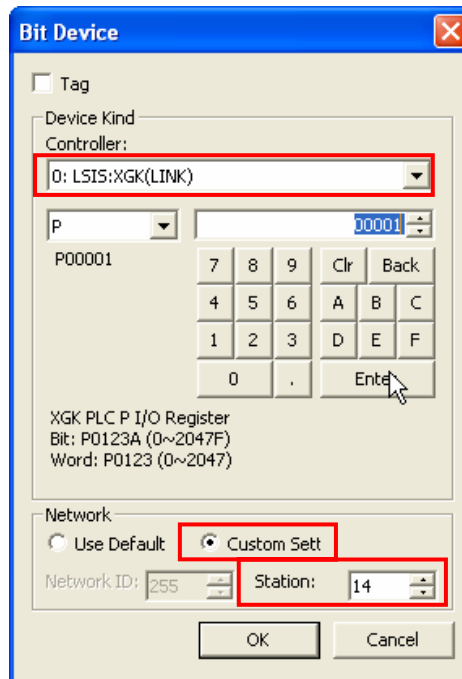 Bit Device
Tag
Device Kind
Controller:
0: LSIS:XGK(LINK)
P 00001
P00001
7 8 9 Clr Back
4 5 6 A B C
1 2 3 D E F
0 . Enter
XGK PLC P I/O Register
Bit: P0123A (0~2047F)
Word: P0123 (0~2047)
Network
Use Default Custom Sett
Network ID: 255 Station: 14
OK Cancel